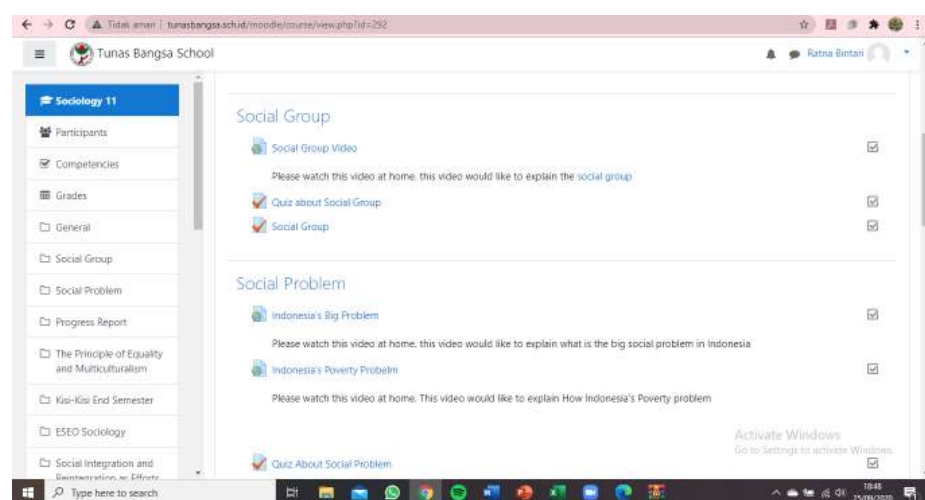 Tidak aman | tunasbangsa.sch.id/moodle/course/view.php?id=292
Tunas Bangsa School
Ratna Bintari
Sociology 11
Participants
Competencies
Grades
General
Social Group
Social Problem
Progress Report
The Principle of Equality
and Multiculturalism
Kisi-Kisi End Semester
ESEO Sociology
Social Integration and
Social Group
Social Group Video
Please watch this video at home. this video would like to explain the social group
Quiz about Social Group
Social Group
Social Problem
Indonesia's Big Problem
Please watch this video at home. this video would like to explain what is the big social problem in Indonesia
Indonesia's Poverty Probelm
Please watch this video at home. This video would like to explain How Indonesia's Poverty problem
Quiz About Social Problem
Activate Windows
Go to Settings to activate Windows.
Type here to search
18:48